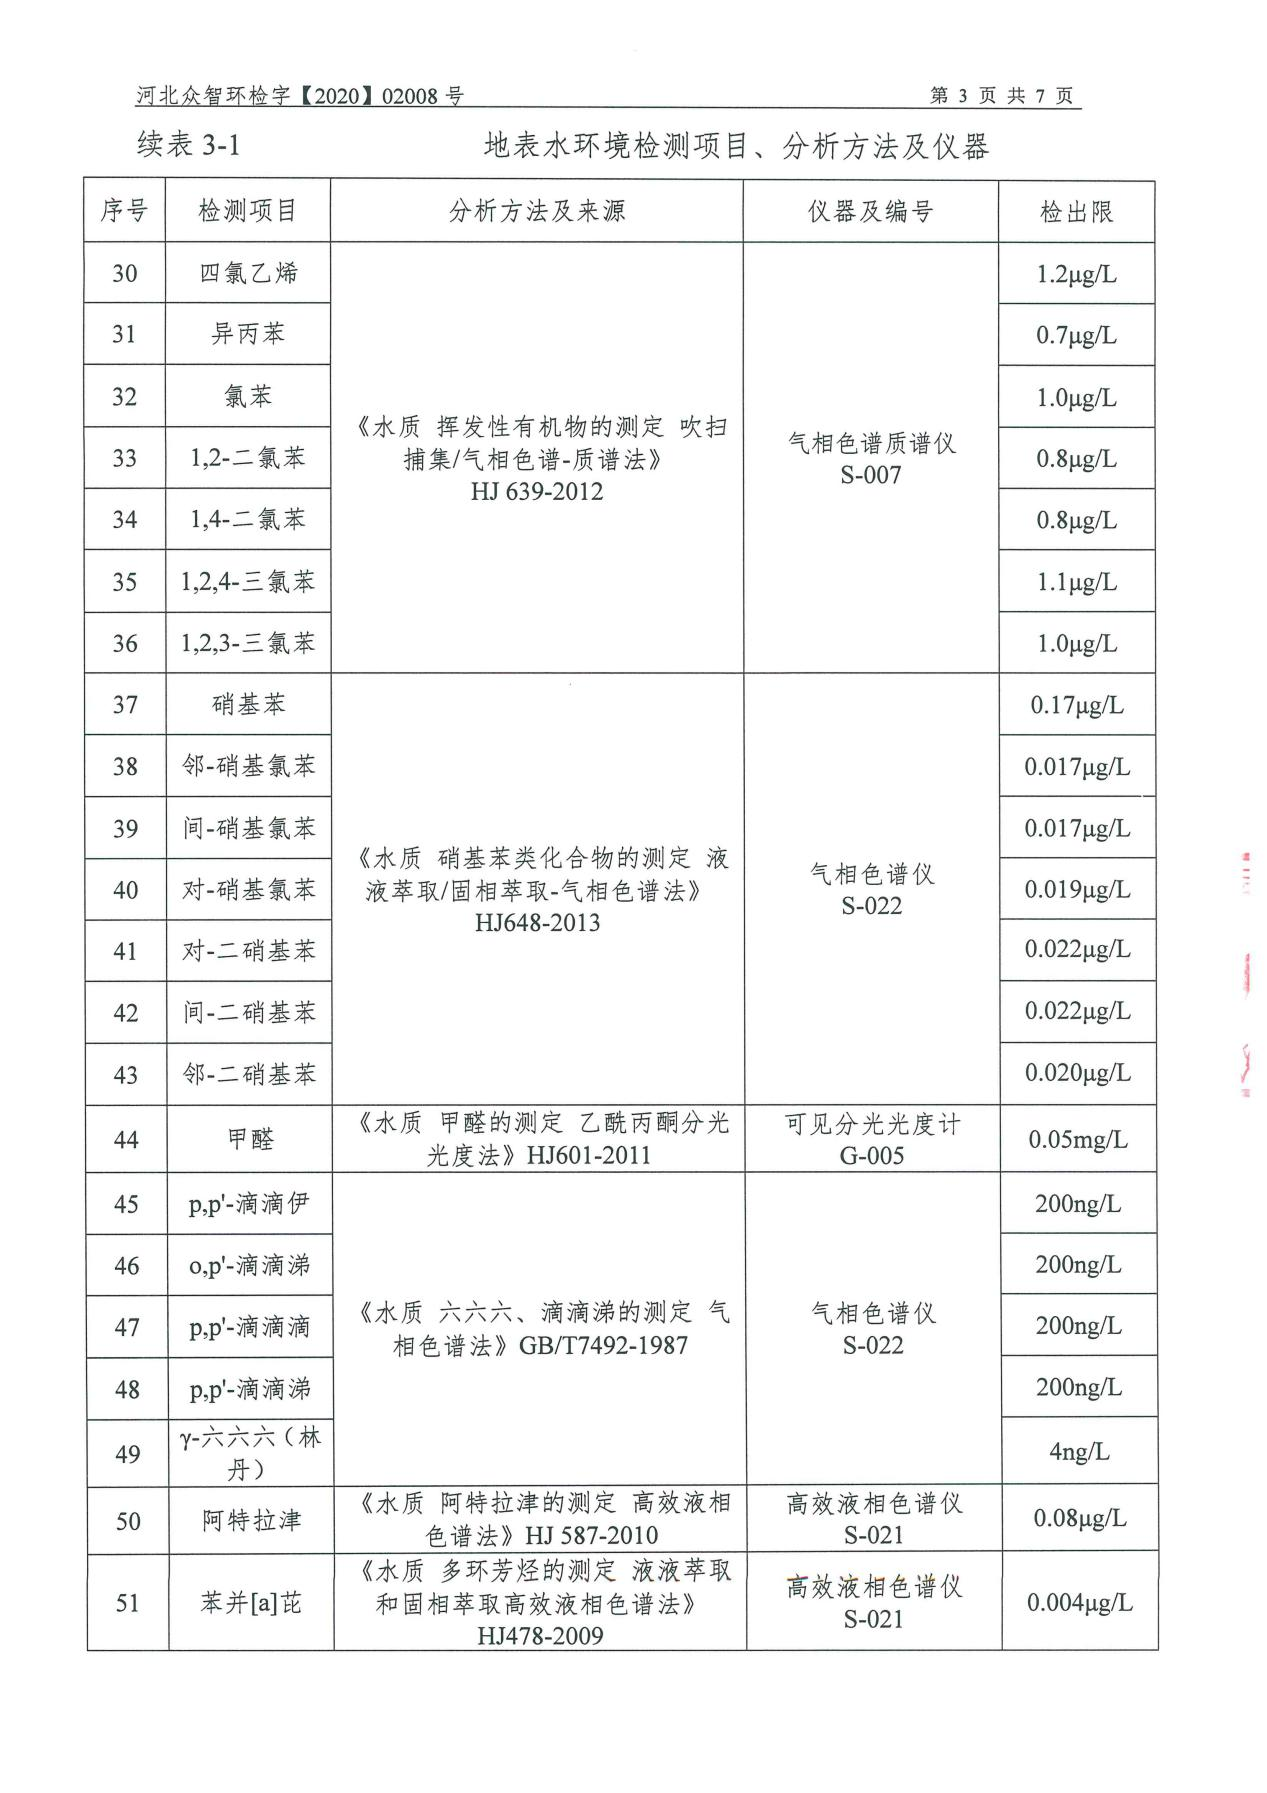 河北众智环检字【2020】02008号 第 3 页 共 7 页
续表 3-1 地表水环境检测项目、分析方法及仪器
序号 检测项目 分析方法及来源 仪器及编号 检出限
30 四氯乙烯 1.2μg/L
31 异丙苯 0.7μg/L
32 氯苯 1.0μg/L
《水质 挥发性有机物的测定 吹扫
捕集/气相色谱-质谱法》
HJ 639-2012
气相色谱质谱仪
S-007
33 1,2-二氯苯 0.8μg/L
34 1,4-二氯苯 0.8μg/L
35 1,2,4-三氯苯 1.1μg/L
36 1,2,3-三氯苯 1.0μg/L
37 硝基苯 0.17μg/L
38 邻-硝基氯苯 0.017μg/L
39 间-硝基氯苯 0.017μg/L
《水质 硝基苯类化合物的测定 液
液萃取/固相萃取-气相色谱法》
HJ648-2013
气相色谱仪
S-022
40 对-硝基氯苯 0.019μg/L
41 对-二硝基苯 0.022μg/L
42 间-二硝基苯 0.022μg/L
43 邻-二硝基苯 0.020μg/L
44 甲醛 0.05mg/L
《水质 甲醛的测定 乙酰丙酮分光
光度法》HJ601-2011
可见分光光度计
G-005
45 p,p'-滴滴伊 200ng/L
46 o,p'-滴滴涕 200ng/L
47 p,p'-滴滴滴 200ng/L
《水质 六六六、滴滴涕的测定 气
相色谱法》GB/T7492-1987
气相色谱仪
S-022
48 p,p'-滴滴涕 200ng/L
49 γ-六六六（林
丹） 4ng/L
50 阿特拉津 0.08μg/L
《水质 阿特拉津的测定 高效液相
色谱法》HJ 587-2010
高效液相色谱仪
S-021
51 苯并[a]芘 0.004μg/L
《水质 多环芳烃的测定 液液萃取
和固相萃取高效液相色谱法》
HJ478-2009
高效液相色谱仪
S-021